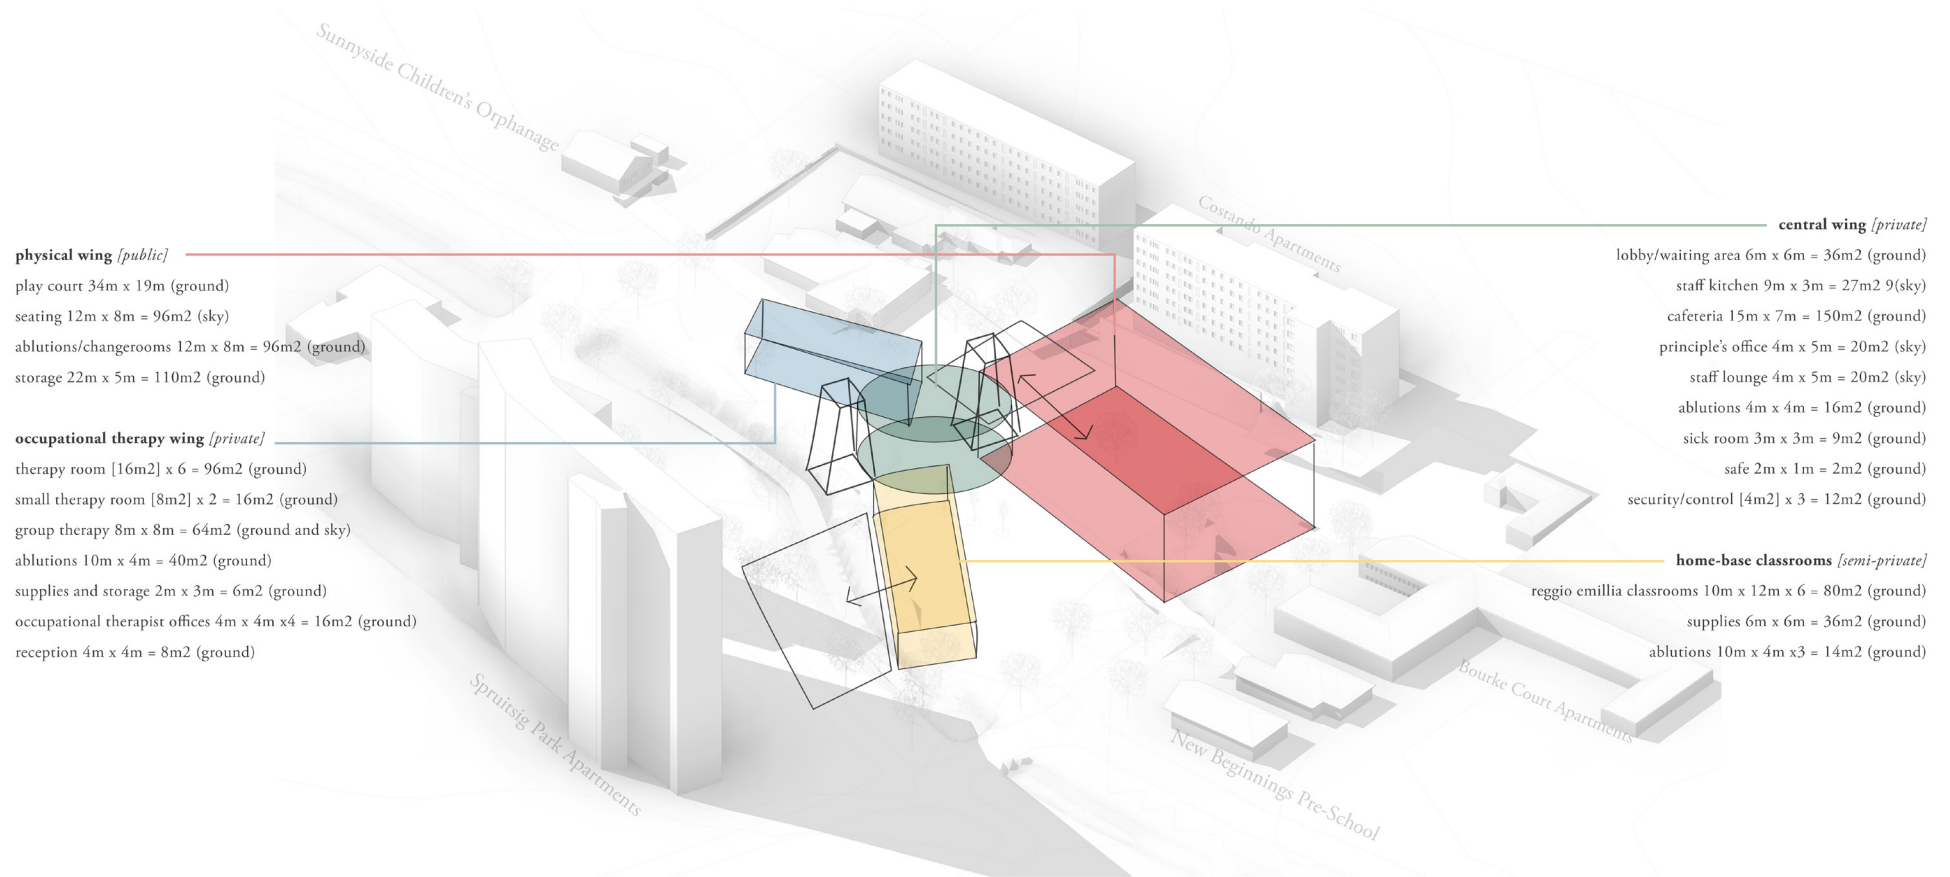 Sunnyside Children's Orphanage
Costando Apartments
physical wing [public]
play court 34m x 19m (ground)
seating 12m x 8m = 96m2 (sky)
ablutions/changerooms 12m x 8m = 96m2 (ground)
storage 22m x 5m = 110m2 (ground)
occupational therapy wing [private]
therapy room [16m2] x 6 = 96m2 (ground)
small therapy room [8m2] x 2 = 16m2 (ground)
group therapy 8m x 8m = 64m2 (ground and sky)
ablutions 10m x 4m = 40m2 (ground)
supplies and storage 2m x 3m = 6m2 (ground)
occupational therapist offices 4m x 4m x4 = 16m2 (ground)
reception 4m x 4m = 8m2 (ground)
central wing [private]
lobby/waiting area 6m x 6m = 36m2 (ground)
staff kitchen 9m x 3m = 27m2 9(sky)
cafeteria 15m x 7m = 150m2 (ground)
principle's office 4m x 5m = 20m2 (sky)
staff lounge 4m x 5m = 20m2 (sky)
ablutions 4m x 4m = 16m2 (ground)
sick room 3m x 3m = 9m2 (ground)
safe 2m x 1m = 2m2 (ground)
security/control [4m2] x 3 = 12m2 (ground)
home-base classrooms [semi-private]
reggio emillia classrooms 10m x 12m x 6 = 80m2 (ground)
supplies 6m x 6m = 36m2 (ground)
ablutions 10m x 4m x3 = 14m2 (ground)
Spruitsig Park Apartments
Bourke Court Apartments
New Beginnings Pre-School